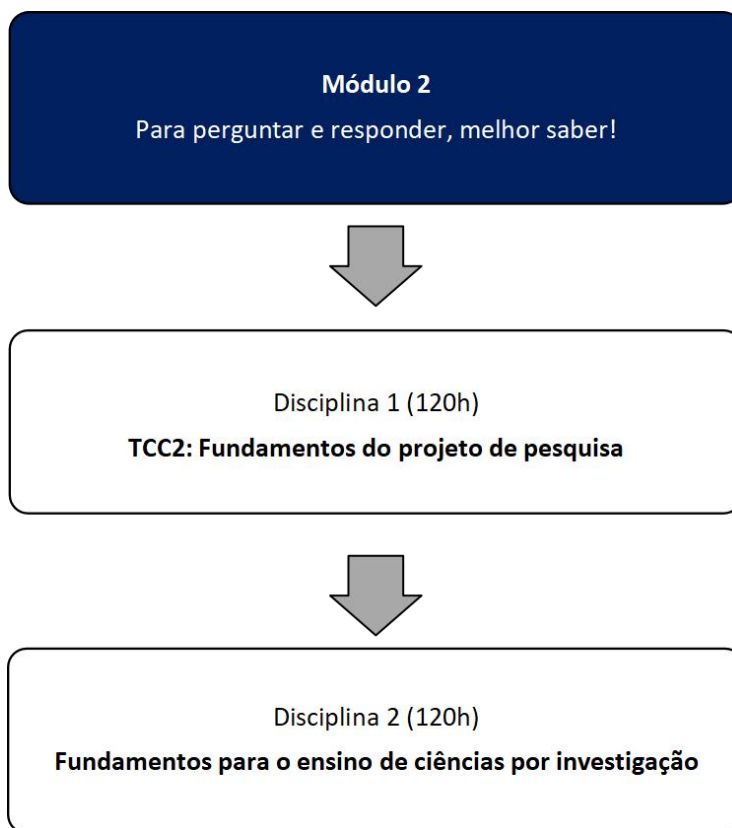 Módulo 2
Para perguntar e responder, melhor saber!
Disciplina 1 (120h)
TCC2: Fundamentos do projeto de pesquisa
Disciplina 2 (120h)
Fundamentos para o ensino de ciências por investigação